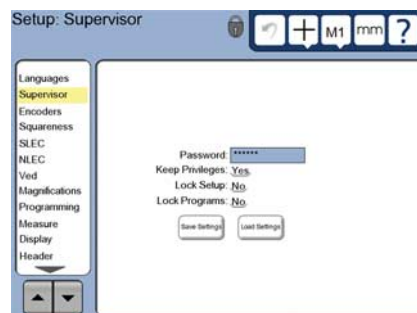 Setup: Supervisor
M1
mm
?
Languages
Supervisor
Encoders
Squareness
SLEC
NLEC
Ved
Magnifications
Programming
Measure
Display
Header
Password: ******
Keep Privileges: Yes.
Lock Setup: No.
Lock Programs: No.
Save Settings
Load Settings